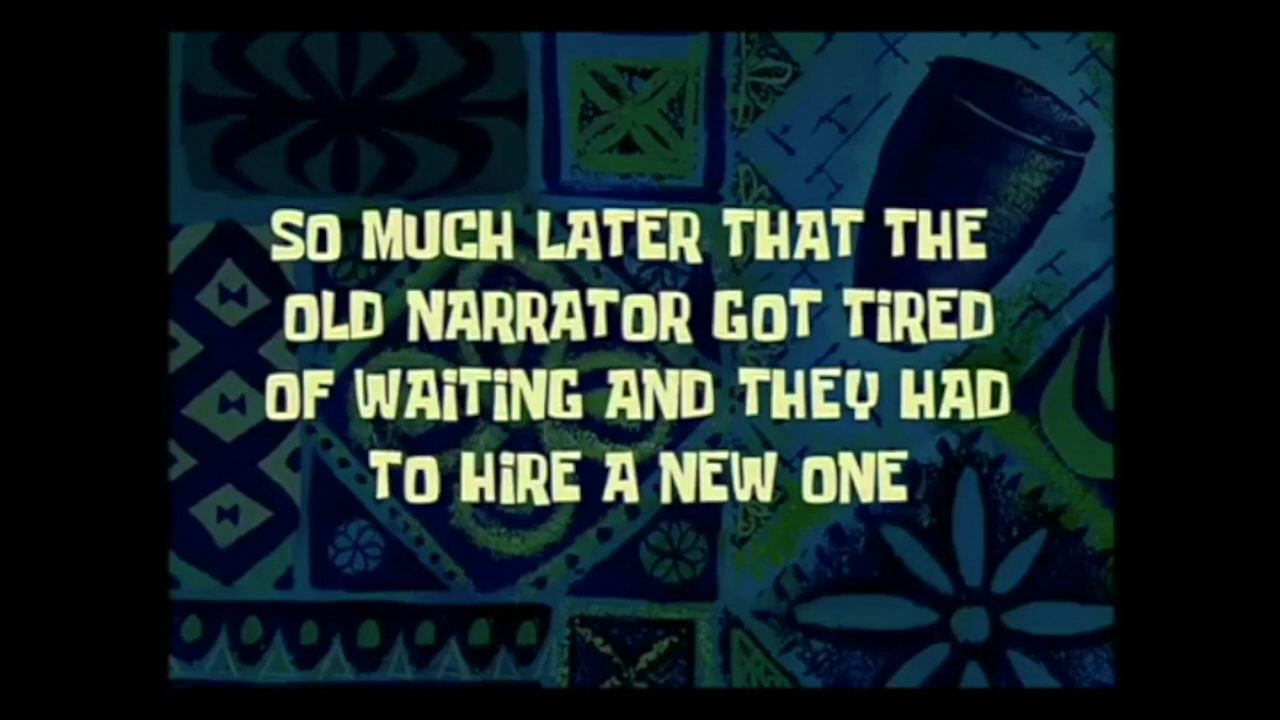 SO MUCH LATER THAT THE
OLD NARRATOR GOT TiRED
OF WAiTiNG AND THEY HAD
TO HiRE A NEW ONE